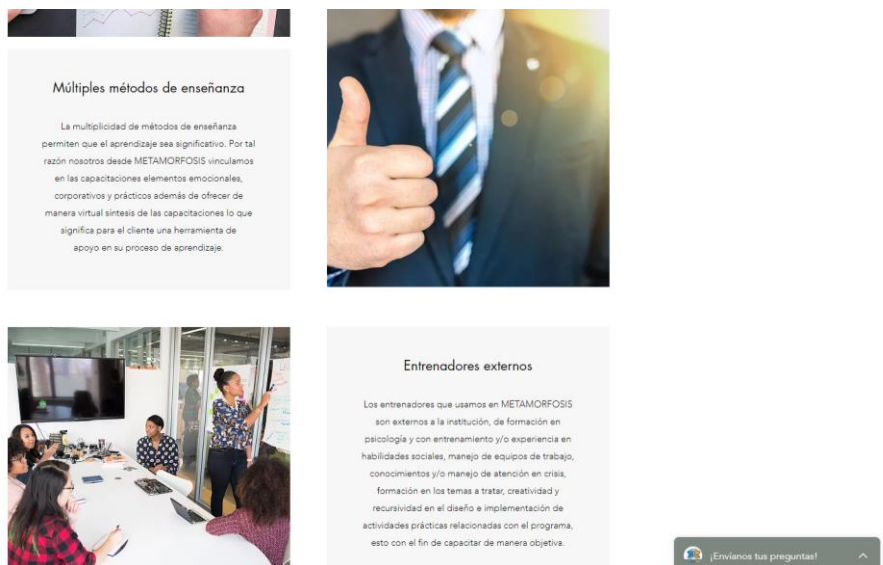 Múltiples métodos de enseñanza
La multiplicidad de métodos de enseñanza
permiten que el aprendizaje sea significativo. Por tal
razón nosotros desde METAMORFOSIS vinculamos
en las capacitaciones elementos emocionales,
corporativos y prácticos además de ofrecer de
manera virtual síntesis de las capacitaciones lo que
significa para el cliente una herramienta de
apoyo en su proceso de aprendizaje.
Entrenadores externos
Los entrenadores que usamos en METAMORFOSIS
son externos a la institución, de formación en
psicología y con entrenamiento y/o experiencia en
habilidades sociales, manejo de equipos de trabajo,
conocimientos y/o manejo de atención en crisis,
formación en los temas a tratar, creatividad y
recursividad en el diseño e implementación de
actividades prácticas relacionadas con el programa,
esto con el fin de capacitar de manera objetiva.
¡Envíanos tus preguntas!